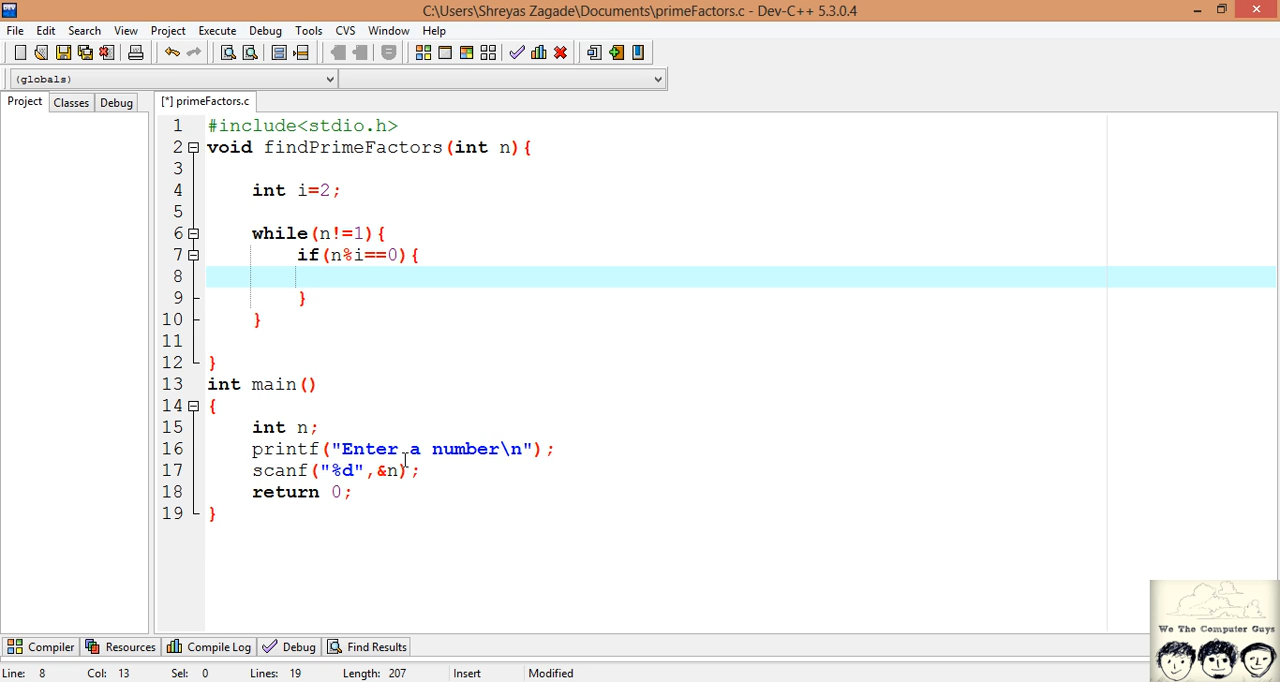 C:\Users\Shreyas Zagade\Documents\primeFactors.c - Dev-C++ 5.3.0.4
File Edit Search View Project Execute Debug Tools CVS Window Help
(globals)
Project Classes Debug [*] primeFactors.c
1 #include<stdio.h>
2 void findPrimeFactors(int n){
3
4 int i=2;
5
6 while(n!=1){
7 if(n%i==0){
8
9 }
10 }
11
12 }
13 int main()
14 {
15 int n;
16 printf("Enter a number\n");
17 scanf("%d",&n);
18 return 0;
19 }
We The Computer Guys
Compiler Resources Compile Log Debug Find Results
Line: 8 Col: 13 Sel: 0 Lines: 19 Length: 207 Insert Modified